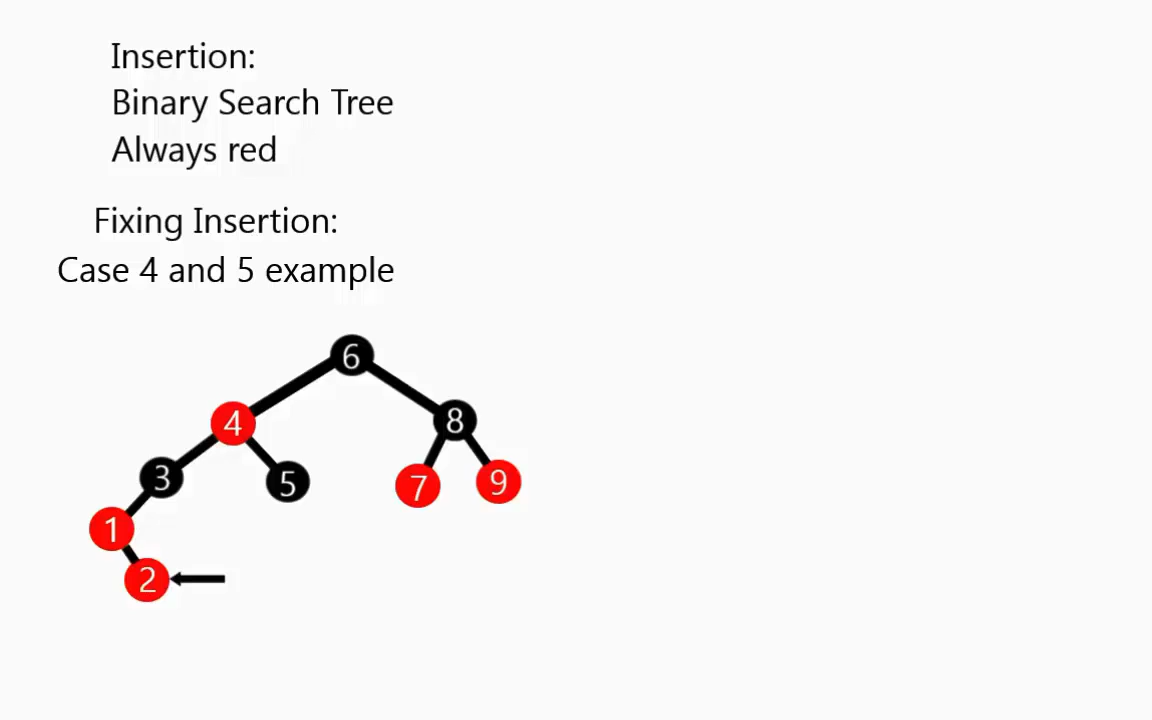 Insertion:
Binary Search Tree
Always red
Fixing Insertion:
Case 4 and 5 example
6
4
8
3
5
7
9
1
2